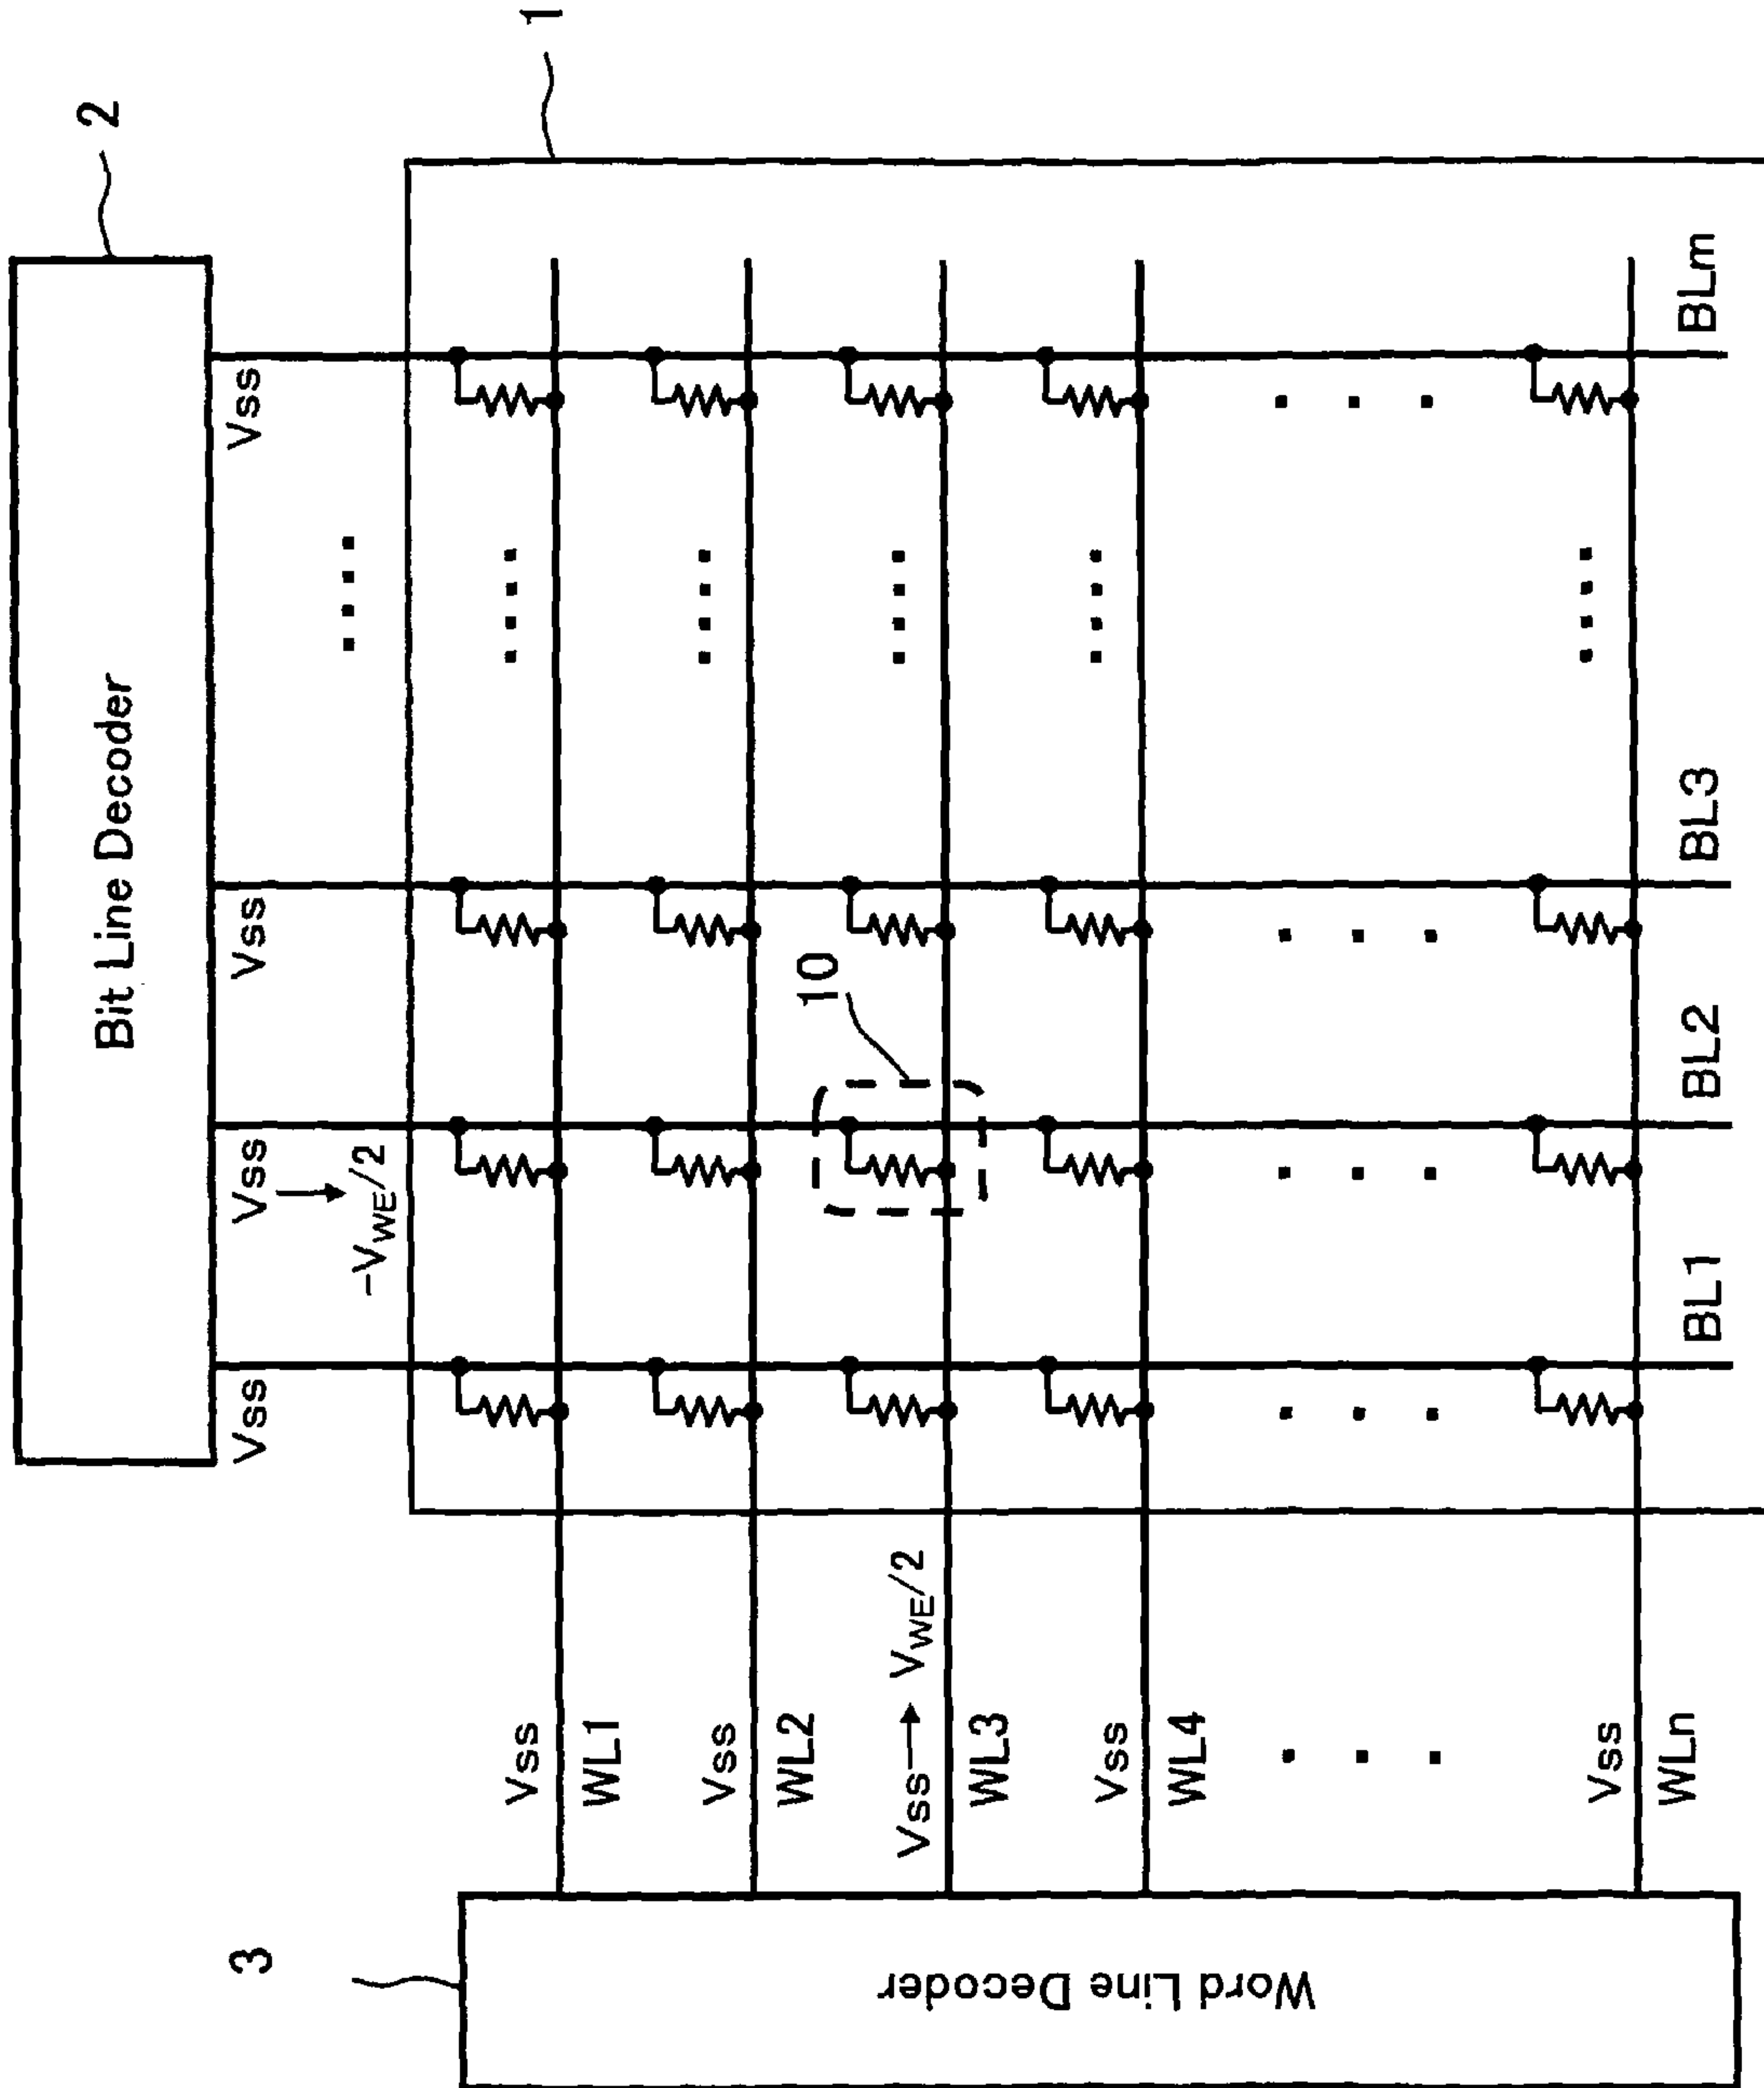 2
1
Bit Line Decoder
Vss
Vss
Vss
Vss
-VWE/2
3
Word Line Decoder
Vss
WL1
Vss
WL2
10
Vss VWE/2
WL3
Vss
WL4
Vss
WLn
BL1
BL2
BL3
BLm